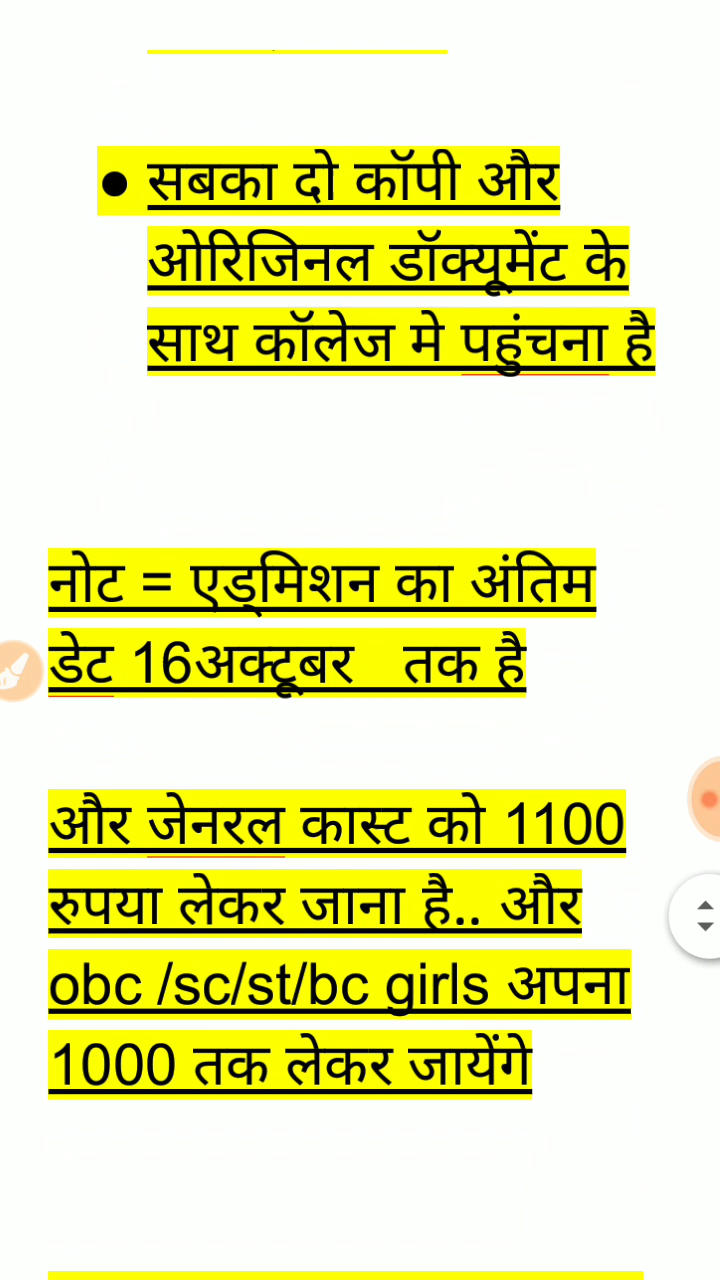 ● सबका दो कॉपी और
ओरिजिनल डॉक्यूमेंट के
साथ कॉलेज मे पहुंचना है
नोट = एड्मिशन का अंतिम
डेट 16अक्टूबर तक है
और जेनरल कास्ट को 1100
रुपया लेकर जाना है.. और
obc /sc/st/bc girls अपना
1000 तक लेकर जायेंगे